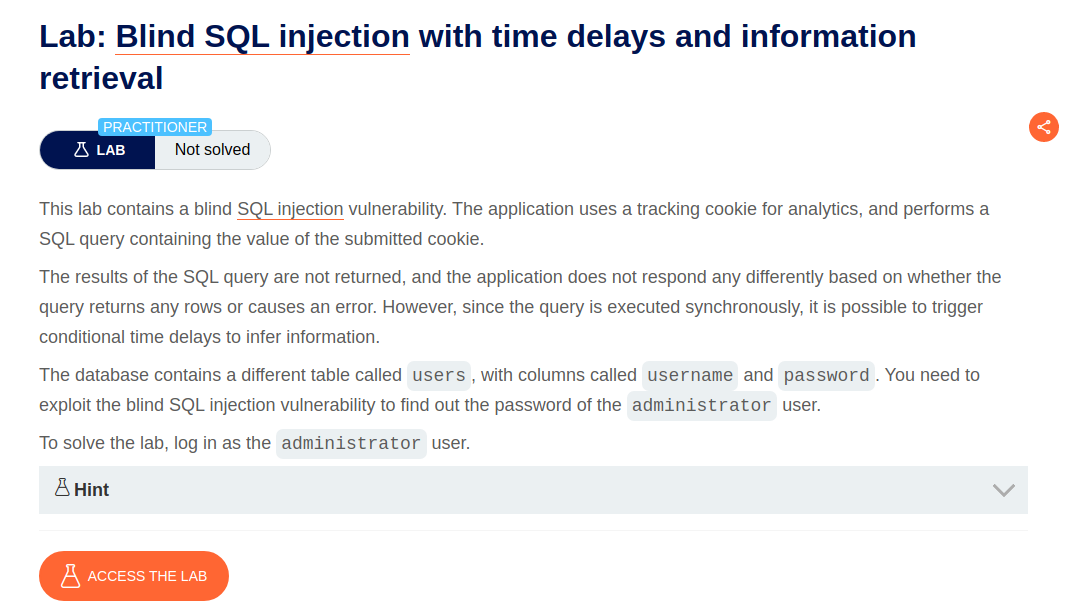 Lab: Blind SQL injection with time delays and information
retrieval
PRACTITIONER
LAB Not solved
This lab contains a blind SQL injection vulnerability. The application uses a tracking cookie for analytics, and performs a
SQL query containing the value of the submitted cookie.
The results of the SQL query are not returned, and the application does not respond any differently based on whether the
query returns any rows or causes an error. However, since the query is executed synchronously, it is possible to trigger
conditional time delays to infer information.
The database contains a different table called users, with columns called username and password. You need to
exploit the blind SQL injection vulnerability to find out the password of the administrator user.
To solve the lab, log in as the administrator user.
Hint
ACCESS THE LAB